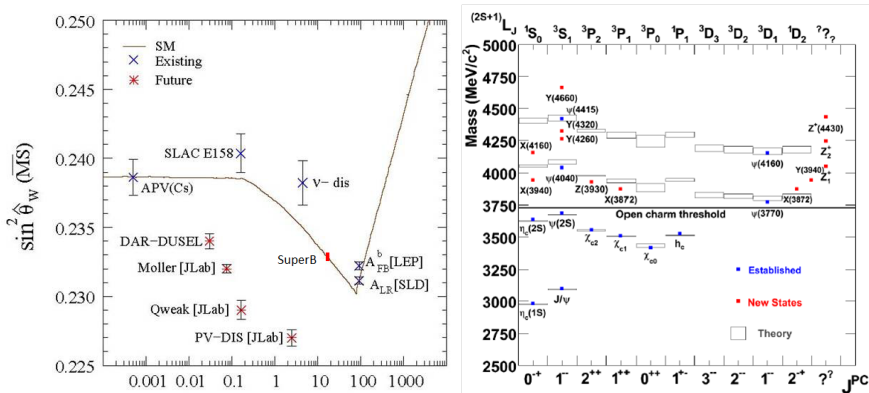 0.250
0.245
0.240
0.235
0.230
0.225
sin² θ̂_W (M̅S̅)
SM
Existing
Future
SLAC E158
ν− dis
APV(Cs)
DAR−DUSEL
SuperB
Moller [JLab]
A_FB^b [LEP]
A_LR [SLD]
Qweak [JLab]
PV−DIS [JLab]
0.001 0.01 0.1 1 10 100 1000
(2S+1)L_J ¹S₀ ³S₁ ³P₂ ³P₁ ³P₀ ¹P₁ ³D₃ ³D₂ ³D₁ ¹D₂ ?^?_?
Mass (MeV/c²)
5000
4750
4500
4250
4000
3750
3500
3250
3000
2750
2500
Y(4660)
ψ(4415)
Y(4320)
Y(4260)
X(4160)
ψ(4040)
X(3940)
Z(3930)
X(3872)
Z⁺(4430)
Z₂⁺
ψ(4160)
Y(3940)
Z₁⁺
X(3872)
ψ(3770)
Open charm threshold
η_c(2S)
ψ(2S)
χ_c2
χ_c1
χ_c0
h_c
J/ψ
η_c(1S)
Established
New States
Theory
0⁻⁺ 1⁻⁻ 2⁺⁺ 1⁺⁺ 0⁺⁺ 1⁺⁻ 3⁻⁻ 2⁻⁻ 1⁻⁻ 2⁻⁺ ?^? J^PC